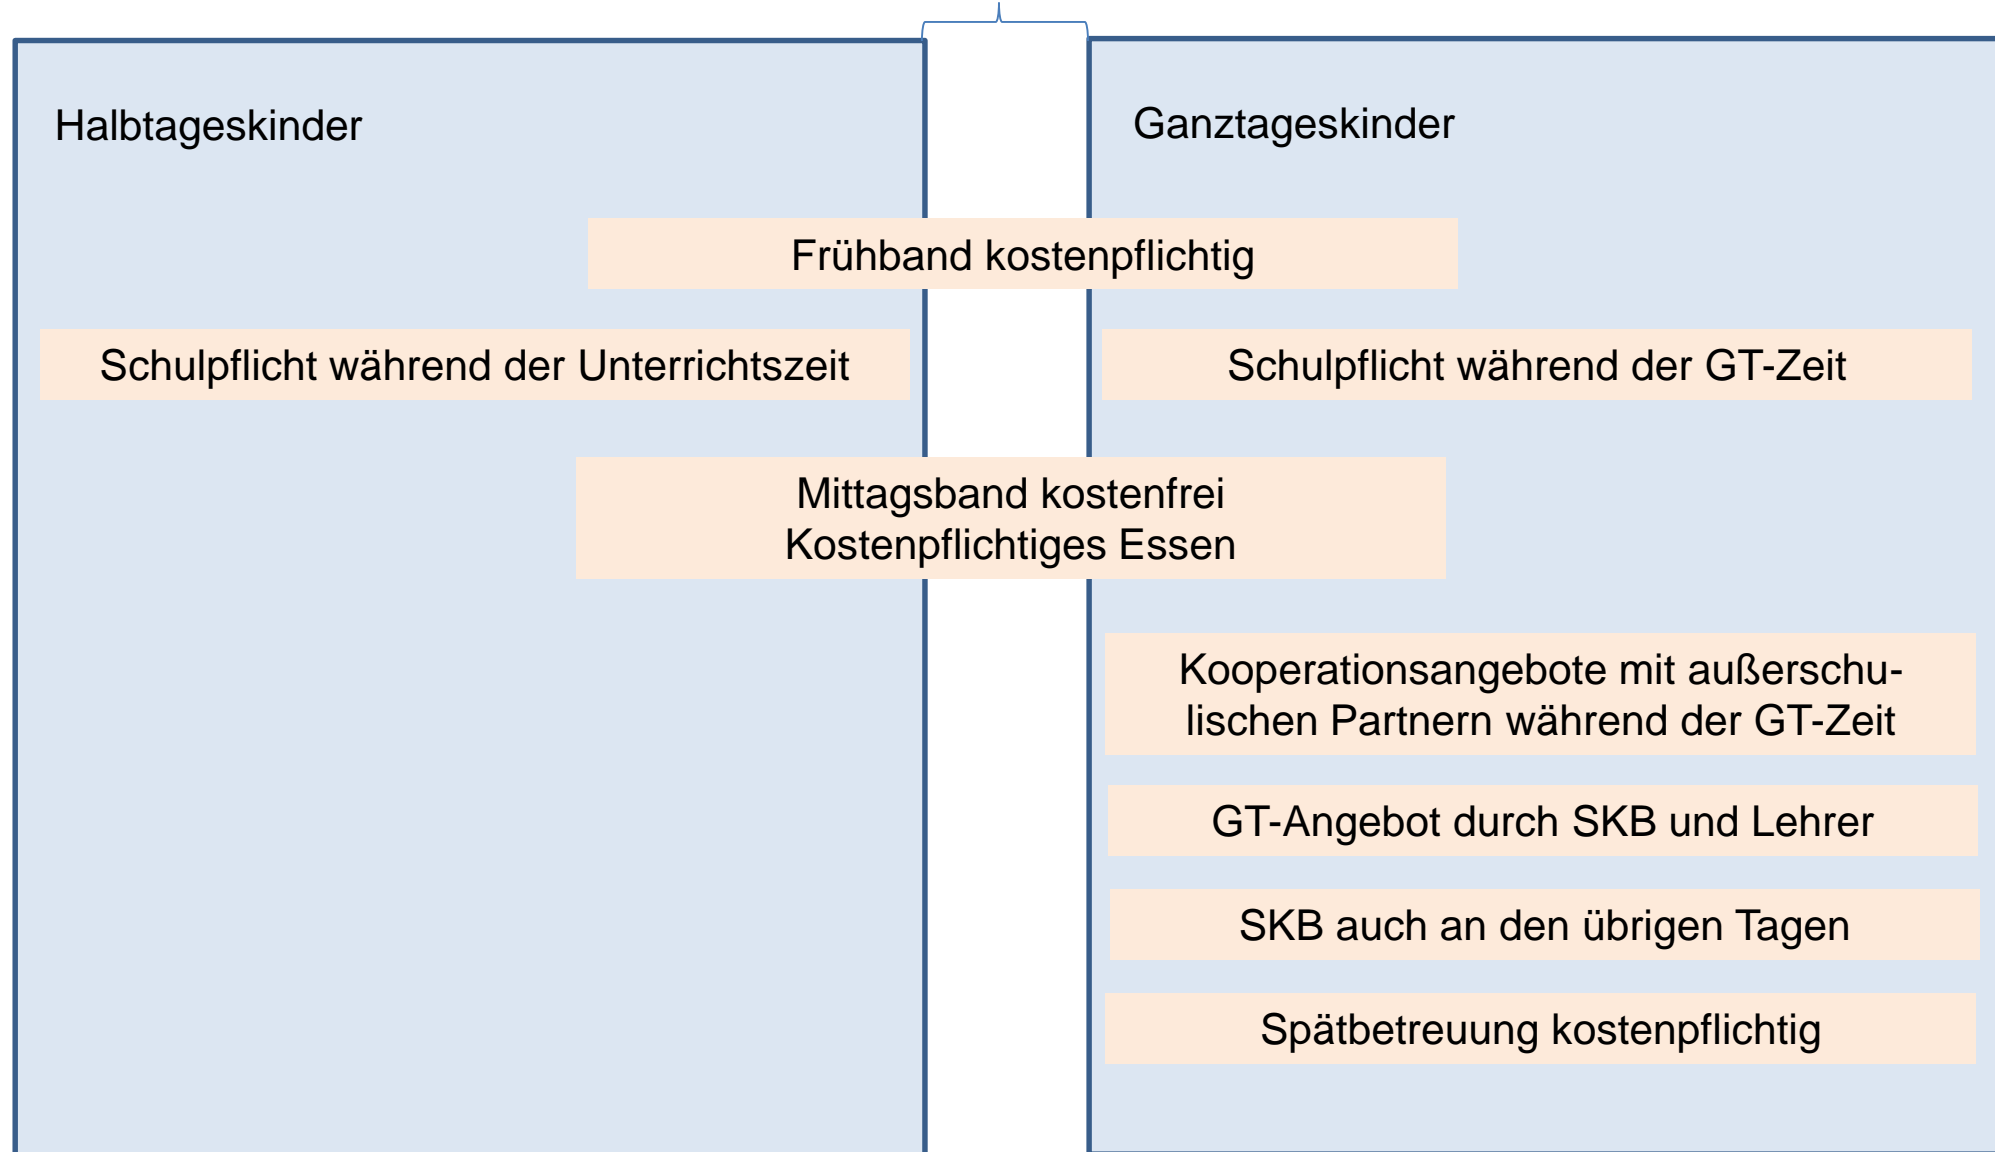 Halbtageskinder
Ganztageskinder
Frühband kostenpflichtig
Schulpflicht während der Unterrichtszeit
Schulpflicht während der GT-Zeit
Mittagsband kostenfrei
Kostenpflichtiges Essen
Kooperationsangebote mit außerschu-
lischen Partnern während der GT-Zeit
GT-Angebot durch SKB und Lehrer
SKB auch an den übrigen Tagen
Spätbetreuung kostenpflichtig